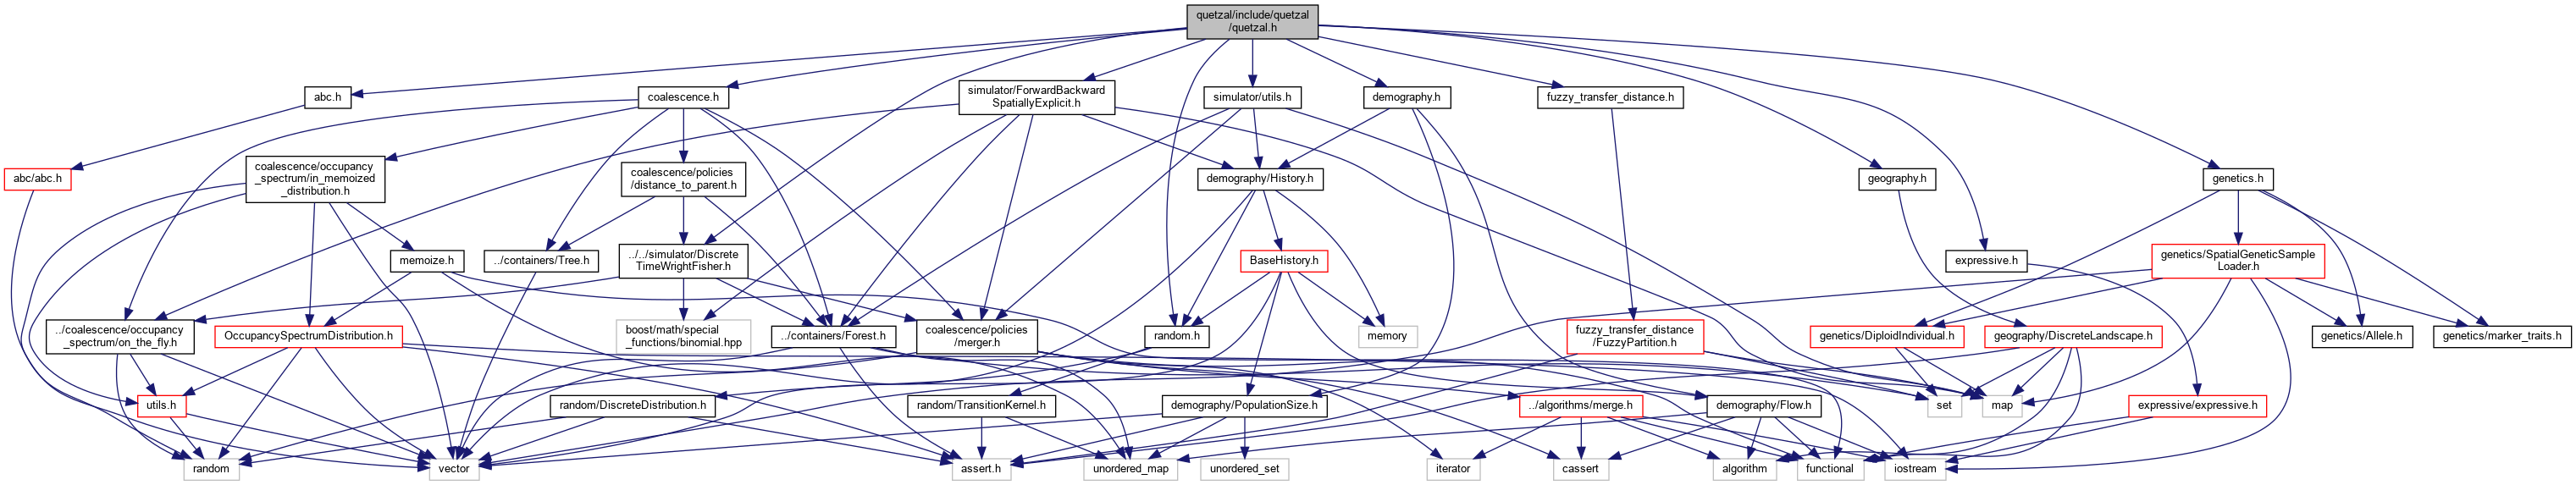 quetzal/include/quetzal
/quetzal.h
abc.h
coalescence.h
simulator/ForwardBackward
SpatiallyExplicit.h
simulator/utils.h
demography.h
fuzzy_transfer_distance.h
abc/abc.h
coalescence/occupancy
_spectrum/in_memoized
_distribution.h
coalescence/policies
/distance_to_parent.h
demography/History.h
geography.h
genetics.h
memoize.h
../containers/Tree.h
../../simulator/Discrete
TimeWrightFisher.h
BaseHistory.h
expressive.h
genetics/SpatialGeneticSample
Loader.h
../coalescence/occupancy
_spectrum/on_the_fly.h
OccupancySpectrumDistribution.h
boost/math/special
_functions/binomial.hpp
../containers/Forest.h
coalescence/policies
/merger.h
random.h
memory
fuzzy_transfer_distance
/FuzzyPartition.h
genetics/DiploidIndividual.h
geography/DiscreteLandscape.h
genetics/Allele.h
genetics/marker_traits.h
utils.h
random/DiscreteDistribution.h
random/TransitionKernel.h
demography/PopulationSize.h
../algorithms/merge.h
demography/Flow.h
set
map
expressive/expressive.h
random
vector
assert.h
unordered_map
unordered_set
iterator
cassert
algorithm
functional
iostream